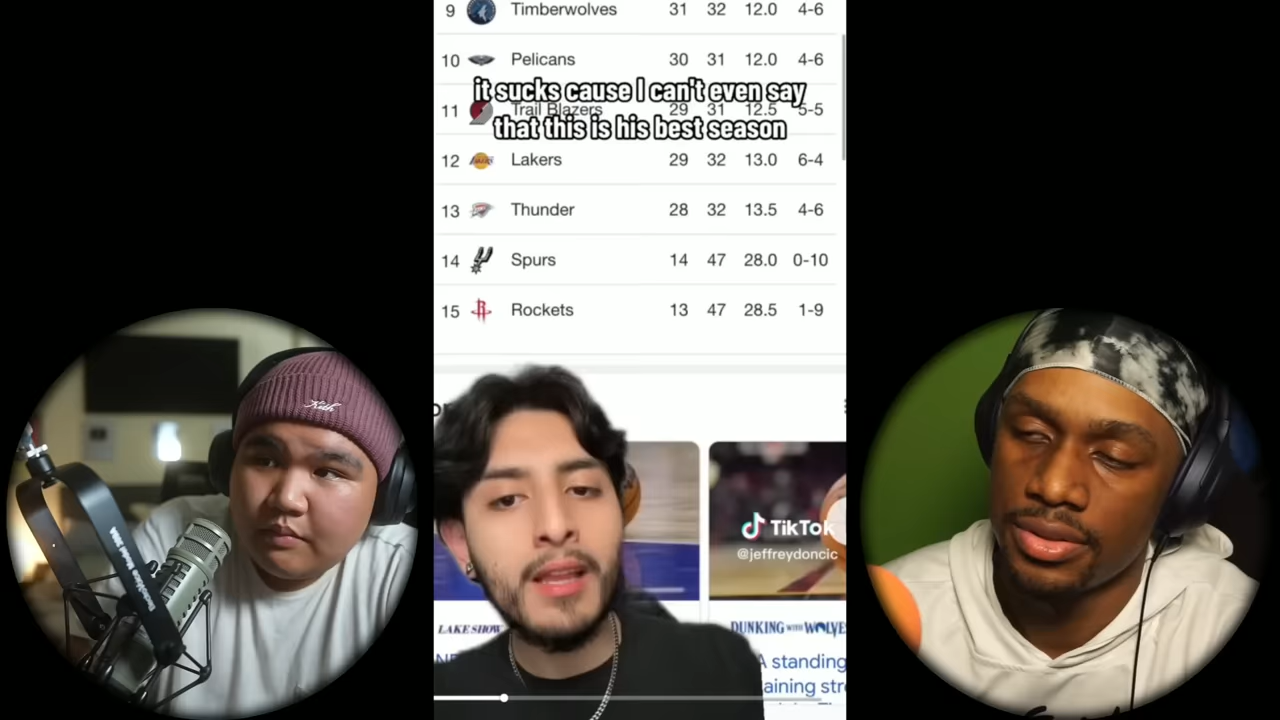 9 Timberwolves 31 32 12.0 4-6
10 Pelicans 30 31 12.0 4-6
it sucks cause I can't even say
11 Trail Blazers 29 31 12.5 5-5
that this is his best season
12 Lakers 29 32 13.0 6-4
13 Thunder 28 32 13.5 4-6
14 Spurs 14 47 28.0 0-10
15 Rockets 13 47 28.5 1-9
Kith
TikTok
@jeffreydoncic
LAKE SHOW
DUNKING WITH WOLVES
A standing
aining stre